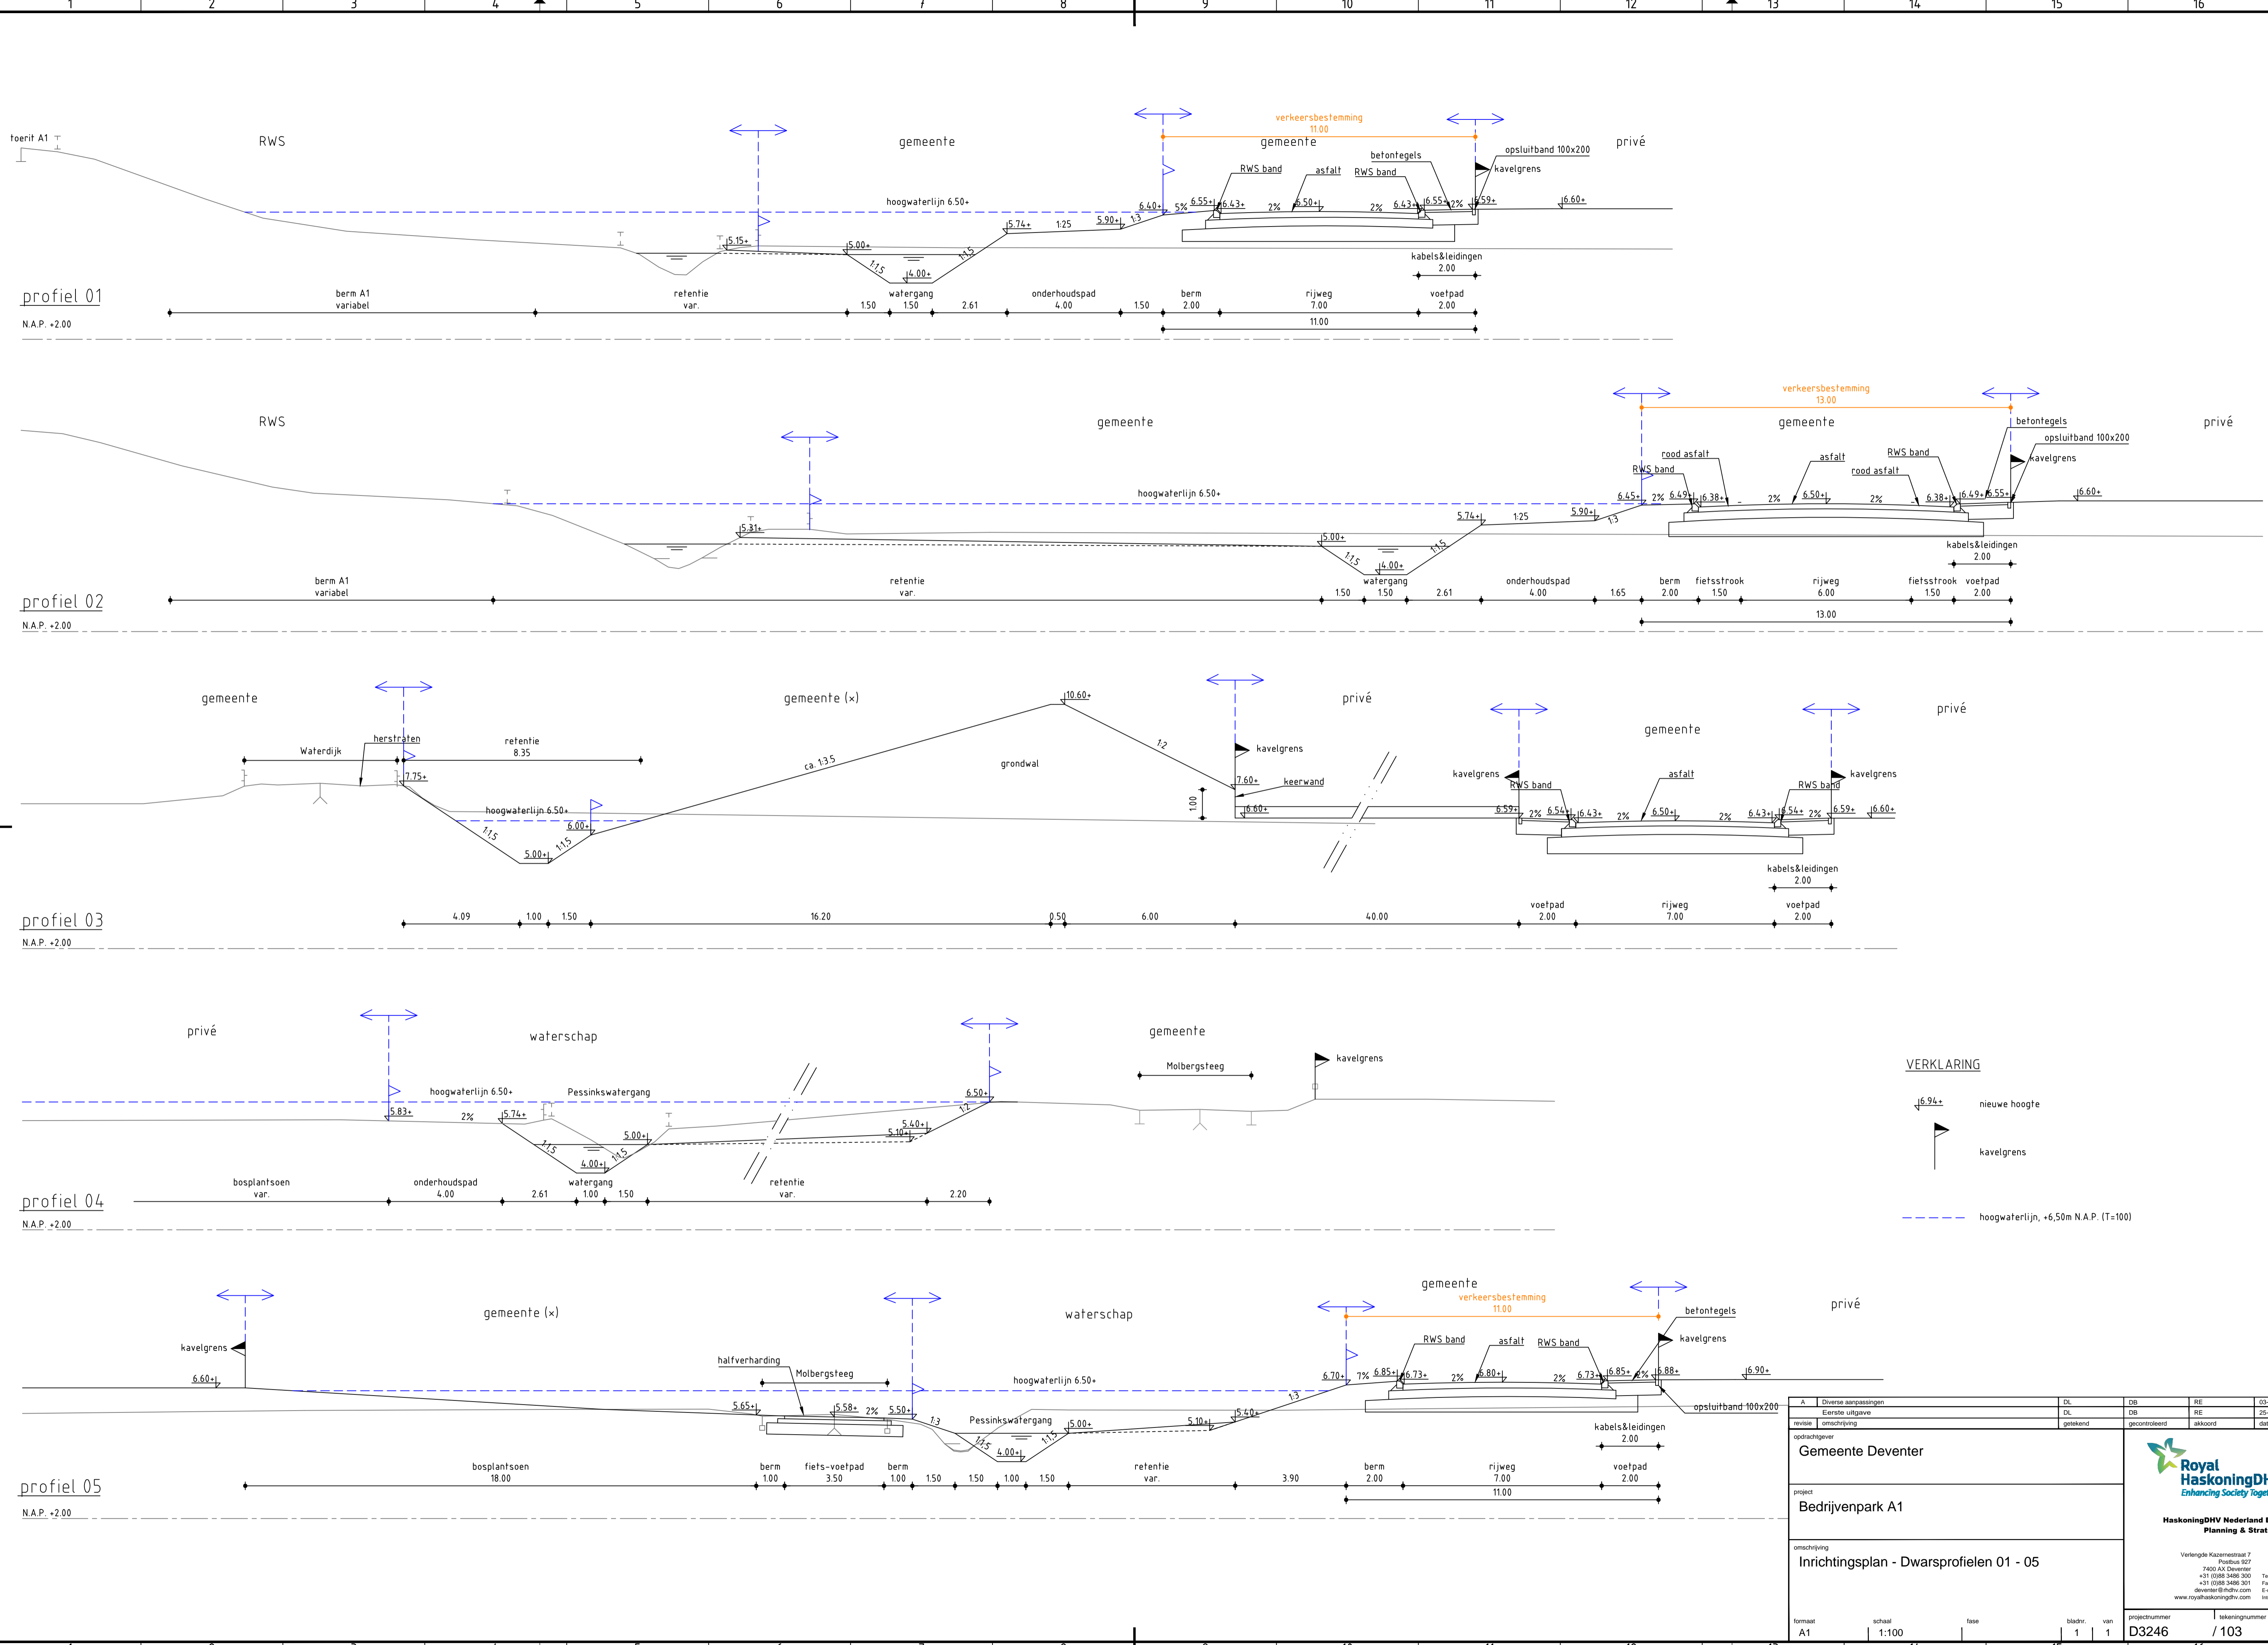 1 2 3 4 5 6 7 8 9 10 11 12 13 14 15 16
toerit A1
RWS
gemeente
verkeersbestemming
11.00
gemeente
privé
betontegels
opsluitband 100x200
RWS band
asfalt
RWS band
kavelgrens
hoogwaterlijn 6.50+
5.15+
5.00+
1:1,5
4.00+
1:1,5
5.74+
1:25
5.90+
1:3
6.40+
5%
6.55+
6.43+
2%
6.50+
2%
6.43+
6.55+
2%
6.59+
6.60+
kabels&leidingen
2.00
profiel 01
N.A.P. +2.00
berm A1
variabel
retentie
var.
1.50
watergang
1.50
2.61
onderhoudspad
4.00
1.50
berm
2.00
rijweg
7.00
voetpad
2.00
11.00
RWS
gemeente
verkeersbestemming
13.00
gemeente
privé
betontegels
opsluitband 100x200
rood asfalt
RWS band
asfalt
RWS band
rood asfalt
kavelgrens
hoogwaterlijn 6.50+
5.31+
5.00+
1:1,5
4.00+
1:1,5
5.74+
1:25
5.90+
1:3
6.45+
2%
6.49+
6.38+
2%
6.50+
2%
6.38+
6.49+
6.55+
6.60+
kabels&leidingen
2.00
profiel 02
N.A.P. +2.00
berm A1
variabel
retentie
var.
1.50
watergang
1.50
2.61
onderhoudspad
4.00
1.65
berm
2.00
fietsstrook
1.50
rijweg
6.00
fietsstrook
1.50
voetpad
2.00
13.00
gemeente
gemeente (x)
privé
gemeente
privé
Waterdijk
herstraten
retentie
8.35
7.75+
hoogwaterlijn 6.50+
1:1,5
5.00+
1:1,5
6.00+
ca. 1:3.5
grondwal
10.60+
1:2
kavelgrens
7.60+
keerwand
1.00
6.60+
kavelgrens
RWS band
asfalt
RWS band
kavelgrens
6.59+
2%
6.54+
6.43+
2%
6.50+
2%
6.43+
6.54+
2%
6.59+
6.60+
kabels&leidingen
2.00
profiel 03
N.A.P. +2.00
4.09
1.00
1.50
16.20
0.50
6.00
40.00
voetpad
2.00
rijweg
7.00
voetpad
2.00
privé
waterschap
gemeente
Molbergsteeg
kavelgrens
hoogwaterlijn 6.50+
Pessinkswatergang
5.83+
2%
5.74+
1:1,5
4.00+
1:1,5
5.00+
5.10+
5.40+
1:2
6.50+
profiel 04
N.A.P. +2.00
bosplantsoen
var.
onderhoudspad
4.00
2.61
watergang
1.00
1.50
retentie
var.
2.20
VERKLARING
6.94+
nieuwe hoogte
kavelgrens
hoogwaterlijn, +6,50m N.A.P. (T=100)
gemeente (x)
waterschap
gemeente
verkeersbestemming
11.00
privé
kavelgrens
6.60+
halfverharding
Molbergsteeg
5.65+
5.58+
2%
5.50+
1:3
hoogwaterlijn 6.50+
Pessinkswatergang
1:1,5
4.00+
1:1,5
5.00+
5.10+
5.40+
1:3
6.70+
7%
6.85+
6.73+
2%
6.80+
2%
6.73+
6.85+
2%
6.88+
6.90+
RWS band
asfalt
RWS band
betontegels
kavelgrens
opsluitband 100x200
kabels&leidingen
2.00
profiel 05
N.A.P. +2.00
bosplantsoen
18.00
berm
1.00
fiets-voetpad
3.50
berm
1.00
1.50
1.50
1.00
1.50
retentie
var.
3.90
berm
2.00
rijweg
7.00
voetpad
2.00
11.00
A Diverse aanpassingen DL DB RE 03-
Eerste uitgave DL DB RE 25-
revisie omschrijving getekend gecontroleerd akkoord
opdrachtgever
Gemeente Deventer
project
Bedrijvenpark A1
omschrijving
Inrichtingsplan - Dwarsprofielen 01 - 05
formaat schaal fase bladnr. van
A1 1:100 1 1
Royal
HaskoningDH
Enhancing Society
HaskoningDHV Nederland
Planning &
Verlengde Kazernestraat 7
Postbus 927
7400 AX Deventer
+31 (0)88 3486 300
+31 (0)88 3486 301
deventer@rhdhv.com
www.royalhaskoningdhv.com
projectnummer tekeningnummer
D3246 / 103